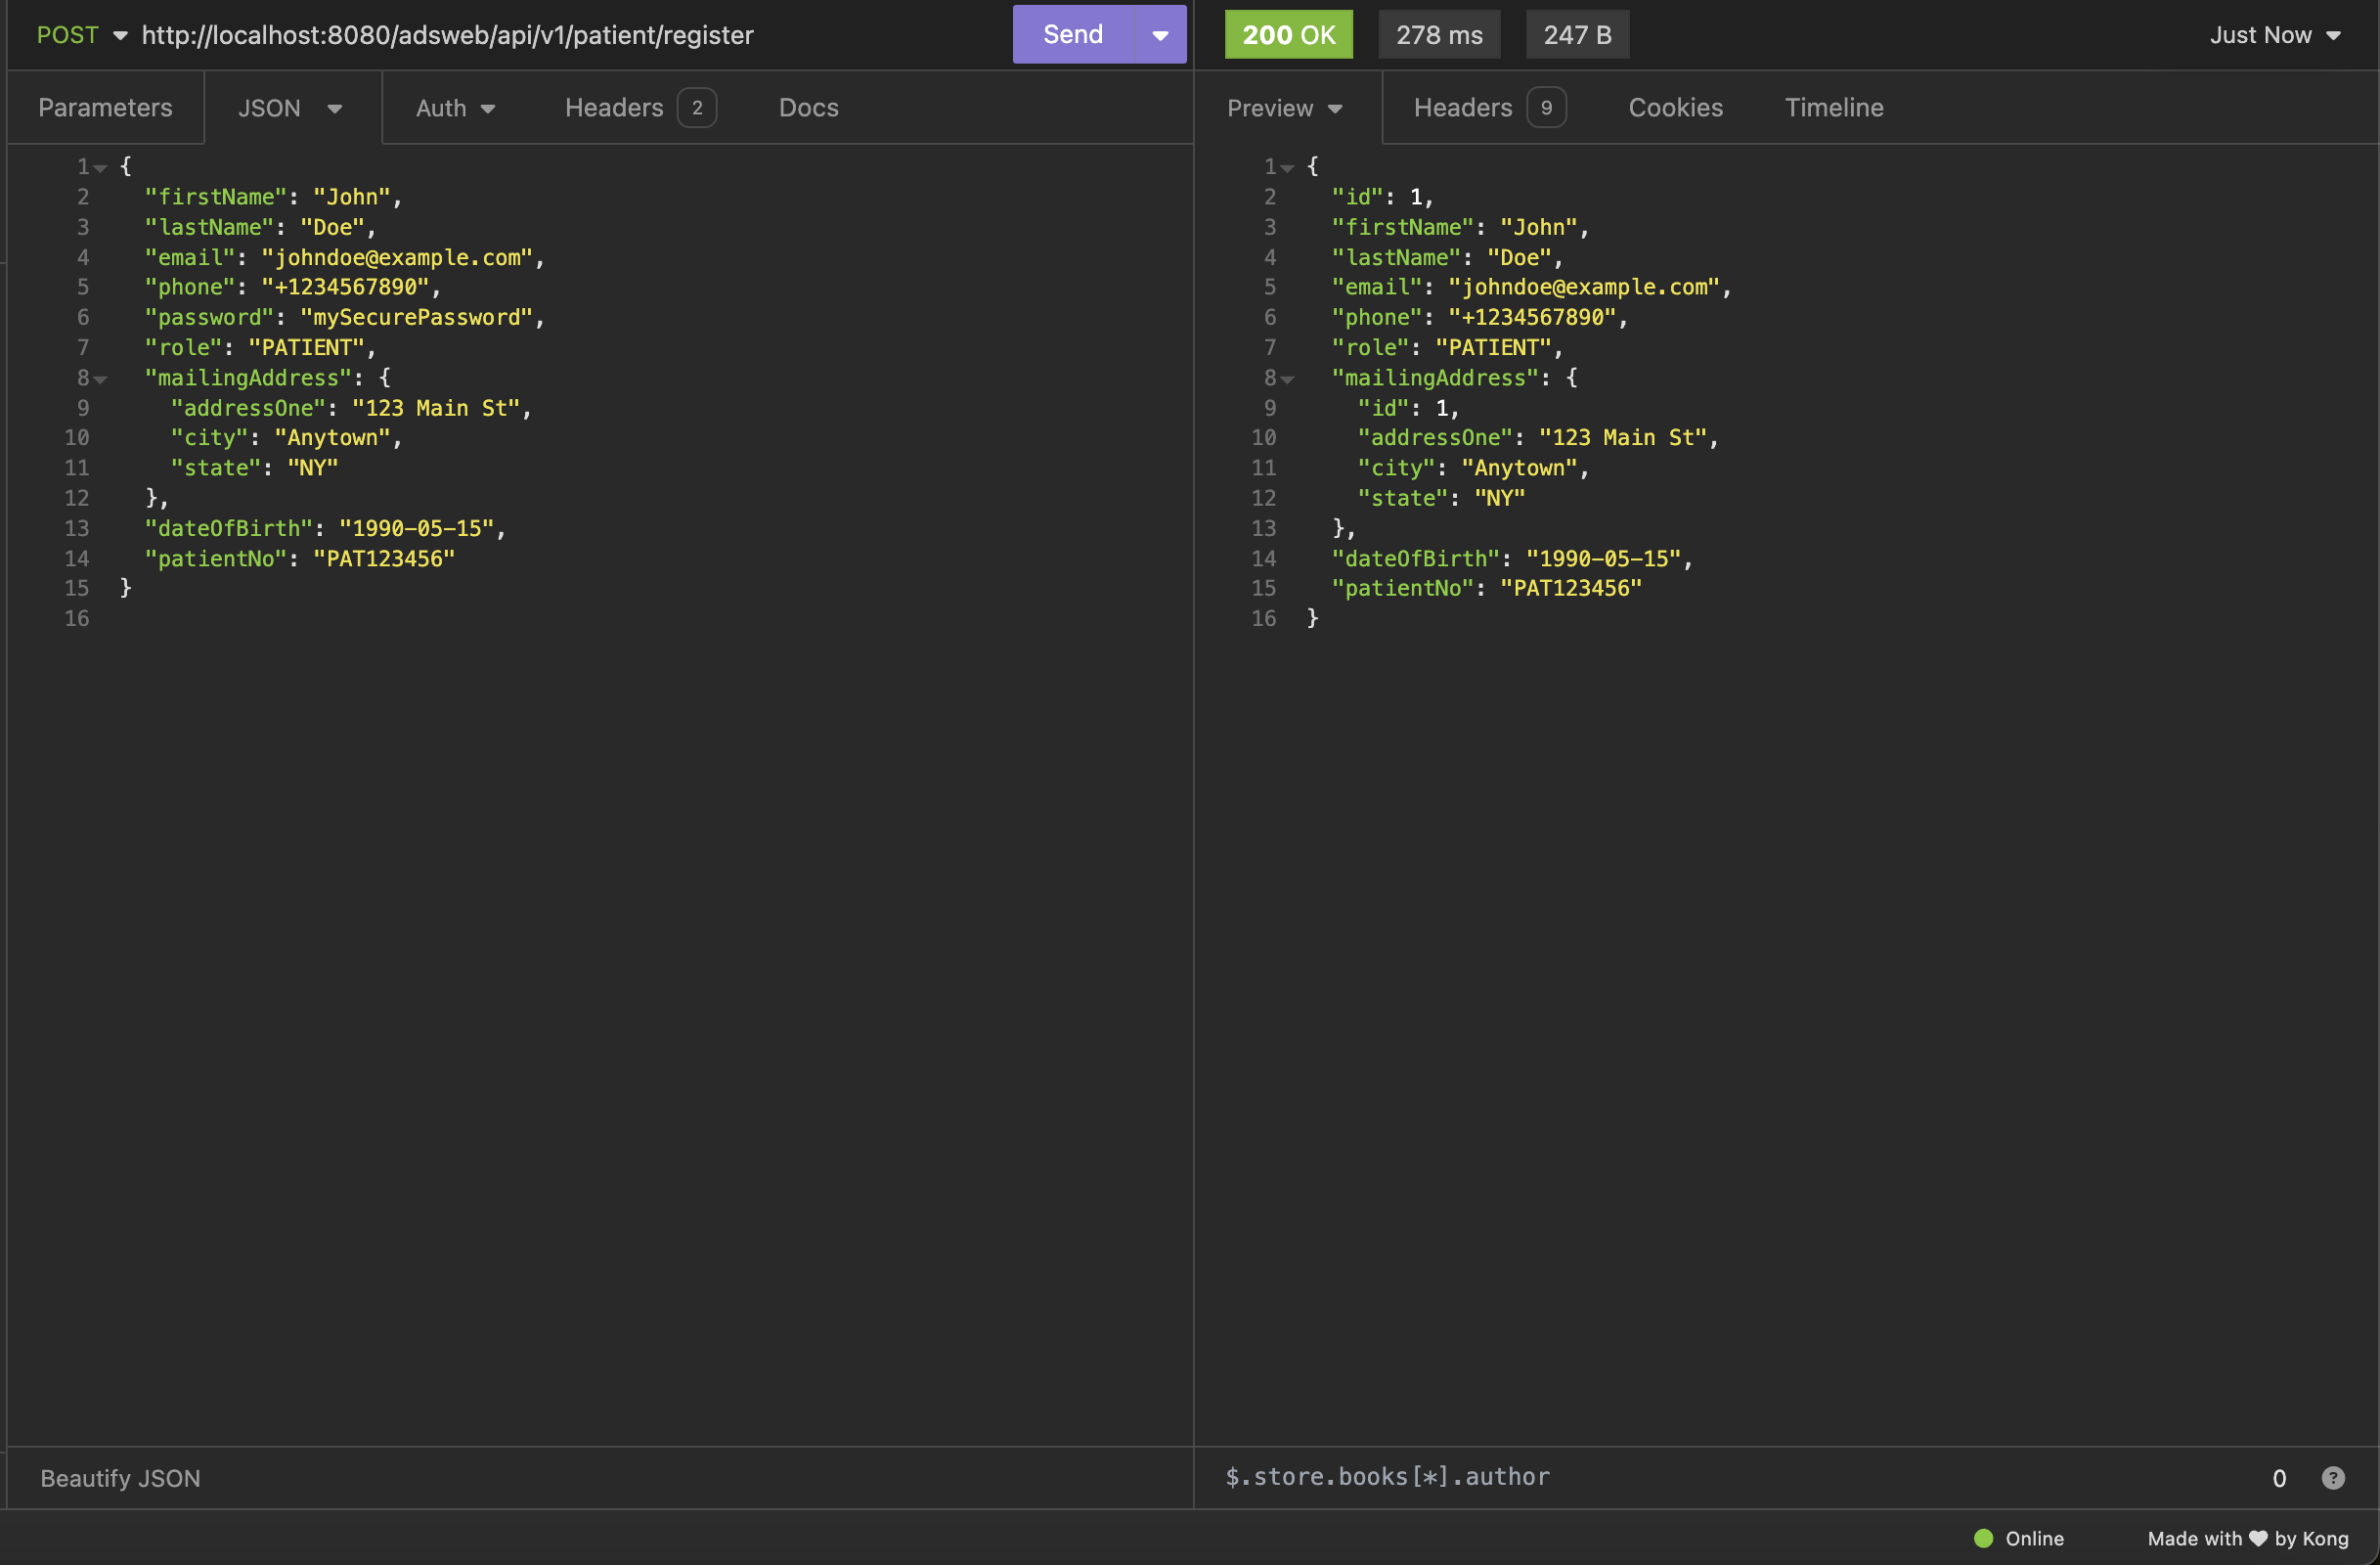 POST http://localhost:8080/adsweb/api/v1/patient/register Send
200 OK 278 ms 247 B Just Now
Parameters JSON Auth Headers 2 Docs
Preview Headers 9 Cookies Timeline
1 {
2 "firstName": "John",
3 "lastName": "Doe",
4 "email": "johndoe@example.com",
5 "phone": "+1234567890",
6 "password": "mySecurePassword",
7 "role": "PATIENT",
8 "mailingAddress": {
9 "addressOne": "123 Main St",
10 "city": "Anytown",
11 "state": "NY"
12 },
13 "dateOfBirth": "1990-05-15",
14 "patientNo": "PAT123456"
15 }
16
1 {
2 "id": 1,
3 "firstName": "John",
4 "lastName": "Doe",
5 "email": "johndoe@example.com",
6 "phone": "+1234567890",
7 "role": "PATIENT",
8 "mailingAddress": {
9 "id": 1,
10 "addressOne": "123 Main St",
11 "city": "Anytown",
12 "state": "NY"
13 },
14 "dateOfBirth": "1990-05-15",
15 "patientNo": "PAT123456"
16 }
Beautify JSON
$.store.books[*].author 0 ?
Online Made with ♥ by Kong